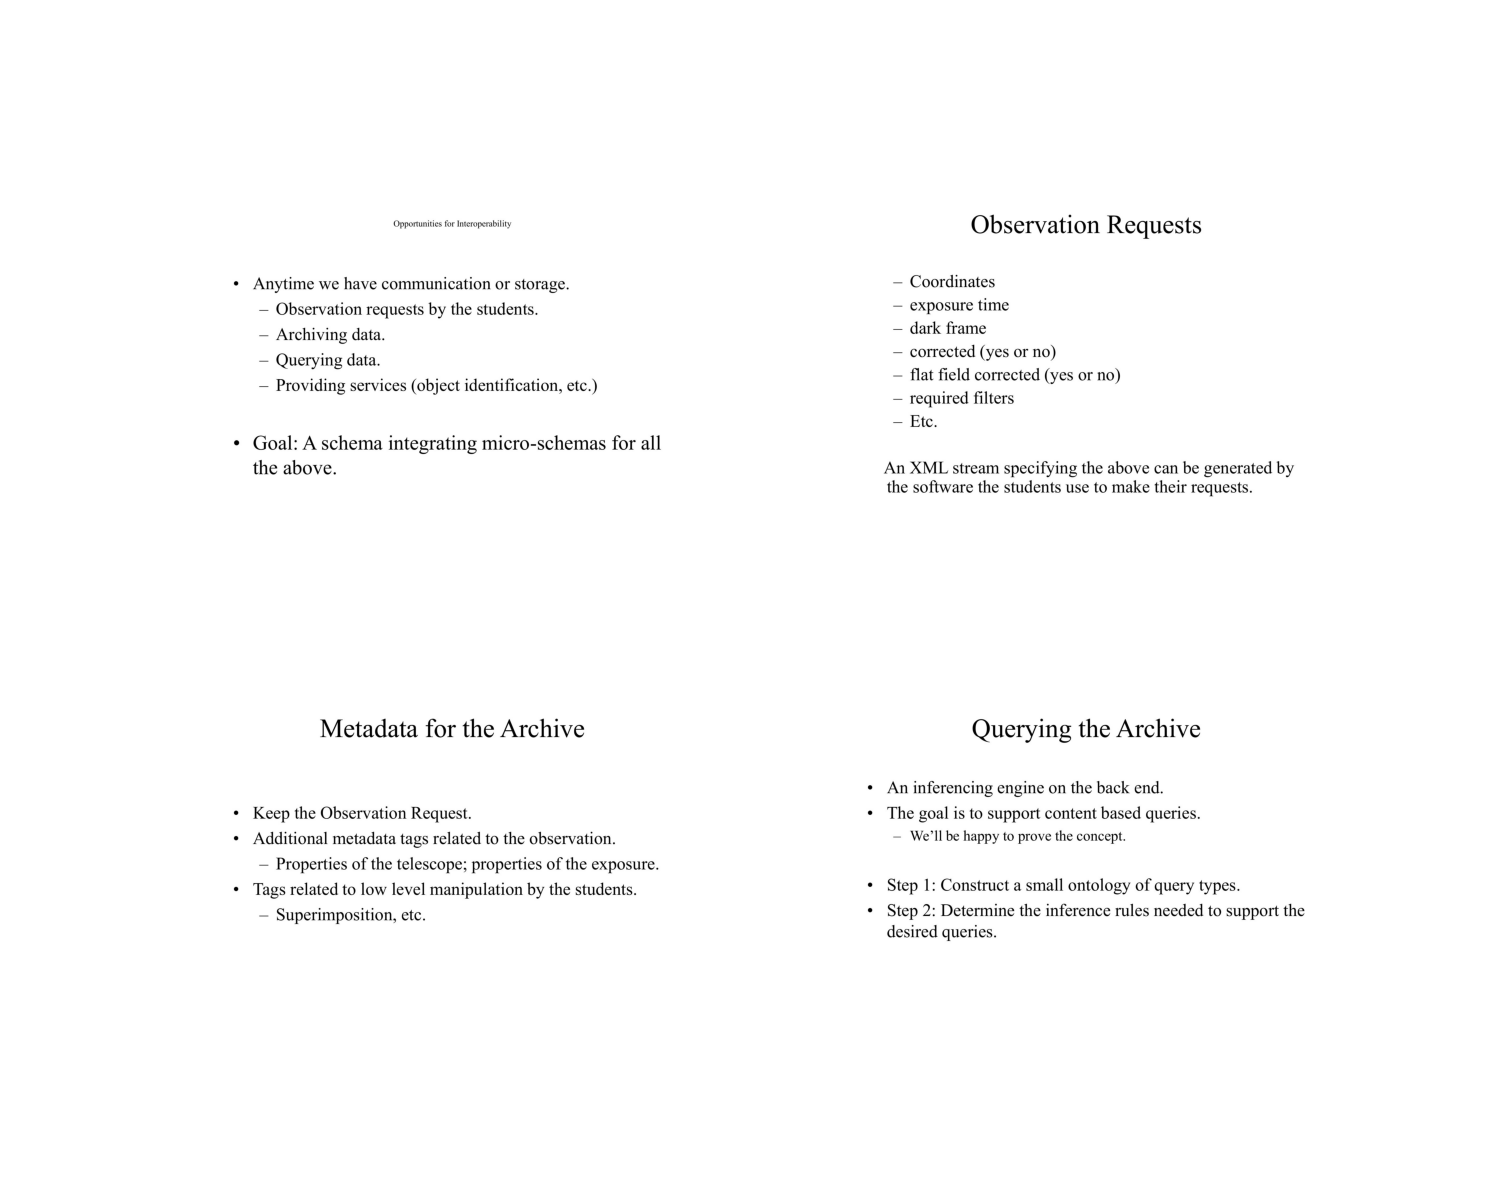 Opportunities for Interoperability
• Anytime we have communication or storage.
– Observation requests by the students.
– Archiving data.
– Querying data.
– Providing services (object identification, etc.)
• Goal: A schema integrating micro-schemas for all
the above.
Observation Requests
– Coordinates
– exposure time
– dark frame
– corrected (yes or no)
– flat field corrected (yes or no)
– required filters
– Etc.
An XML stream specifying the above can be generated by
the software the students use to make their requests.
Metadata for the Archive
• Keep the Observation Request.
• Additional metadata tags related to the observation.
– Properties of the telescope; properties of the exposure.
• Tags related to low level manipulation by the students.
– Superimposition, etc.
Querying the Archive
• An inferencing engine on the back end.
• The goal is to support content based queries.
– We’ll be happy to prove the concept.
• Step 1: Construct a small ontology of query types.
• Step 2: Determine the inference rules needed to support the
desired queries.